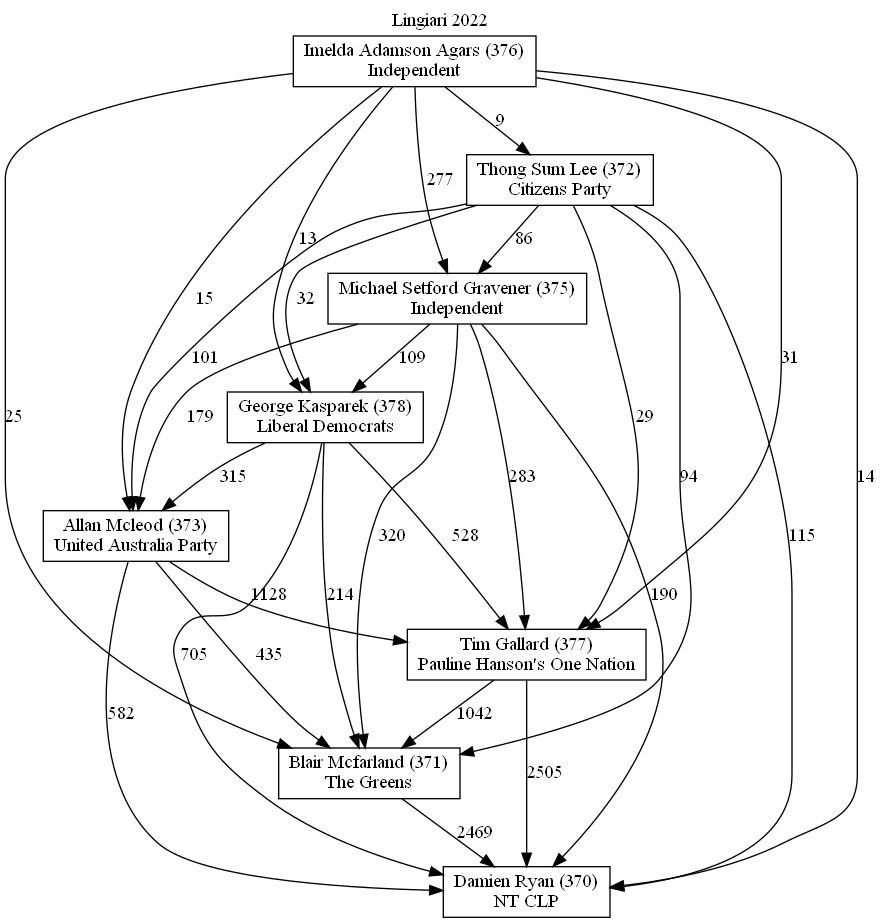 Lingiari 2022
Imelda Adamson Agars (376)
Independent
9
Thong Sum Lee (372)
Citizens Party
277
13
86
Michael Setford Gravener (375)
Independent
15
32
101
109
31
George Kasparek (378)
Liberal Democrats
25
179
29
315
283
94
14
Allan Mcleod (373)
United Australia Party
320
528
115
1128
214
190
Tim Gallard (377)
Pauline Hanson's One Nation
705
435
582
1042
Blair Mcfarland (371)
The Greens
2505
2469
Damien Ryan (370)
NT CLP